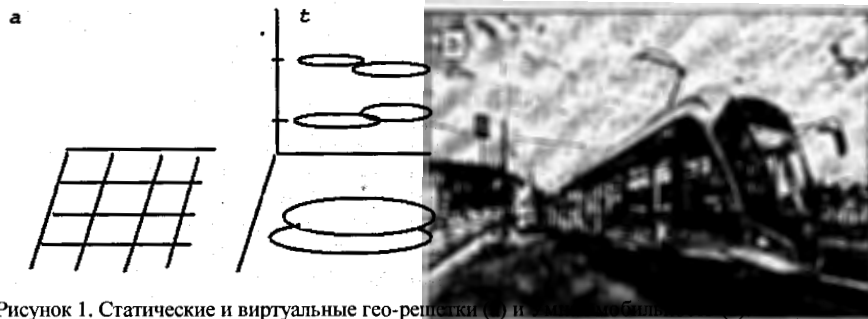 a t
Рисунок 1. Статические и виртуальные гео-решетки и